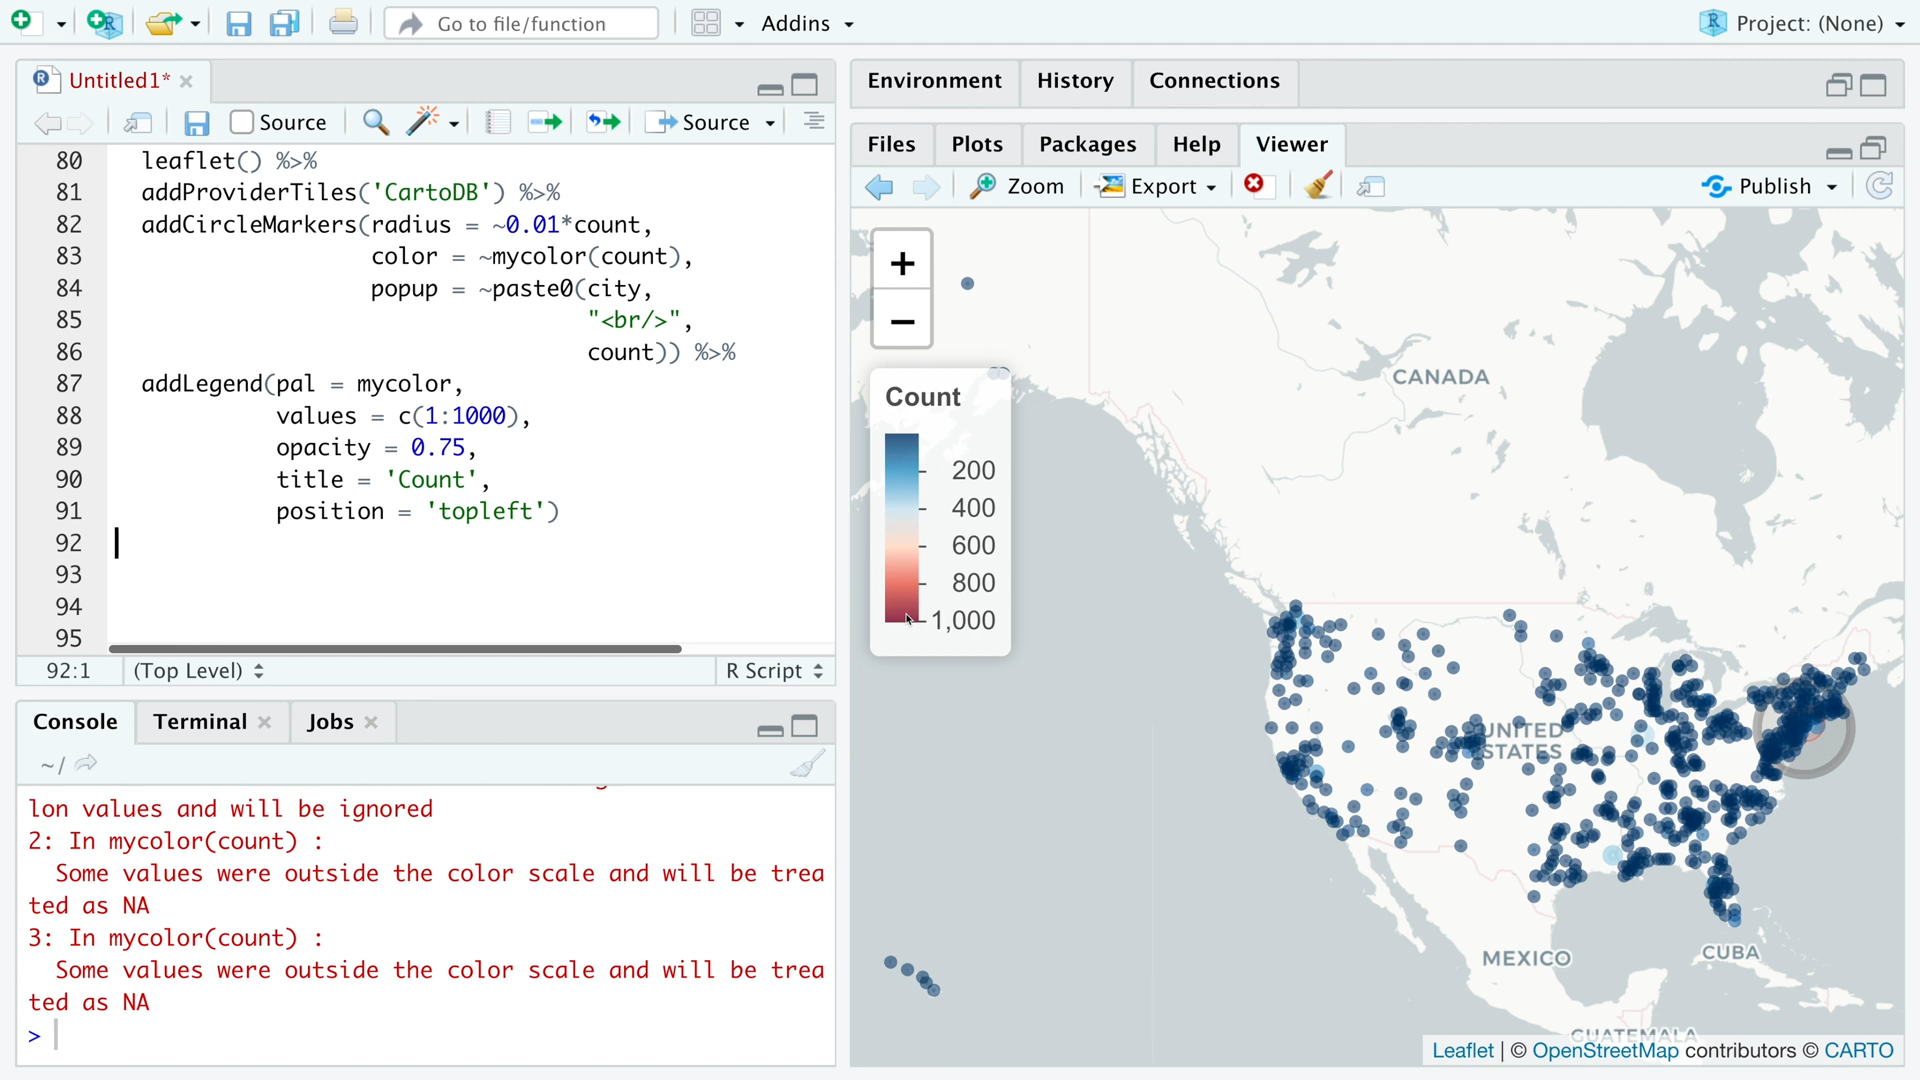 Go to file/function
Addins
Project: (None)
Untitled1*
Source
Source
80 leaflet() %>%
81 addProviderTiles('CartoDB') %>%
82 addCircleMarkers(radius = ~0.01*count,
83 color = ~mycolor(count),
84 popup = ~paste0(city,
85 "<br/>",
86 count)) %>%
87 addLegend(pal = mycolor,
88 values = c(1:1000),
89 opacity = 0.75,
90 title = 'Count',
91 position = 'topleft')
92
93
94
95
92:1 (Top Level) R Script
Console Terminal Jobs
~/
lon values and will be ignored
2: In mycolor(count) :
Some values were outside the color scale and will be trea
ted as NA
3: In mycolor(count) :
Some values were outside the color scale and will be trea
ted as NA
>
Environment History Connections
Files Plots Packages Help Viewer
Zoom Export Publish
+
−
Count
200
400
600
800
1,000
CANADA
UNITED
STATES
MEXICO
CUBA
GUATEMALA
Leaflet | © OpenStreetMap contributors © CARTO